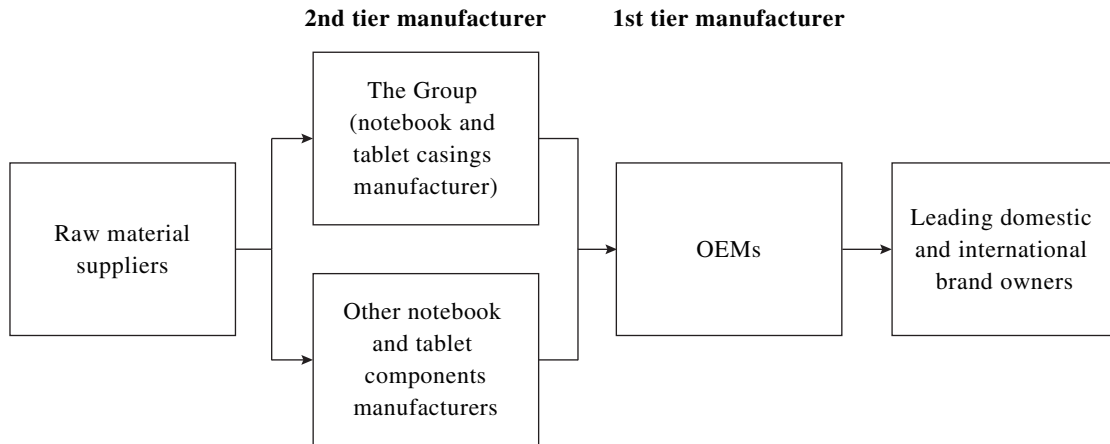 2nd tier manufacturer
1st tier manufacturer
Raw material
suppliers
The Group
(notebook and
tablet casings
manufacturer)
Other notebook
and tablet
components
manufacturers
OEMs
Leading domestic
and international
brand owners